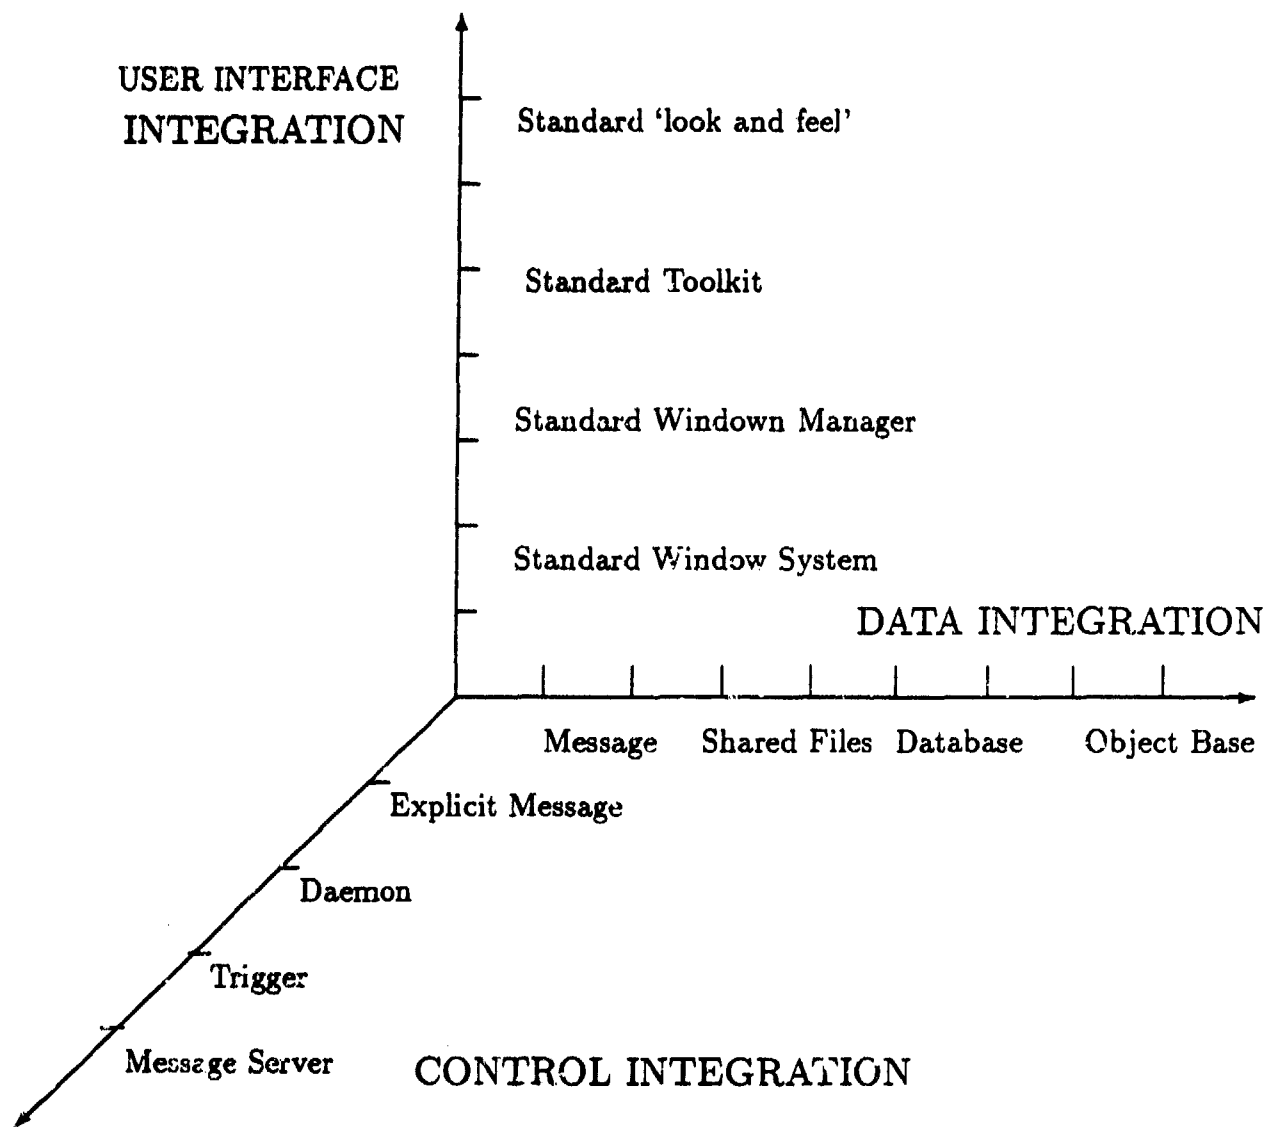 USER INTERFACE
INTEGRATION
Standard ‘look and feel’
Standard Toolkit
Standard Windown Manager
Standard Window System
DATA INTEGRATION
Message Shared Files Database Object Base
Explicit Message
Daemon
Trigger
Message Server
CONTROL INTEGRATION